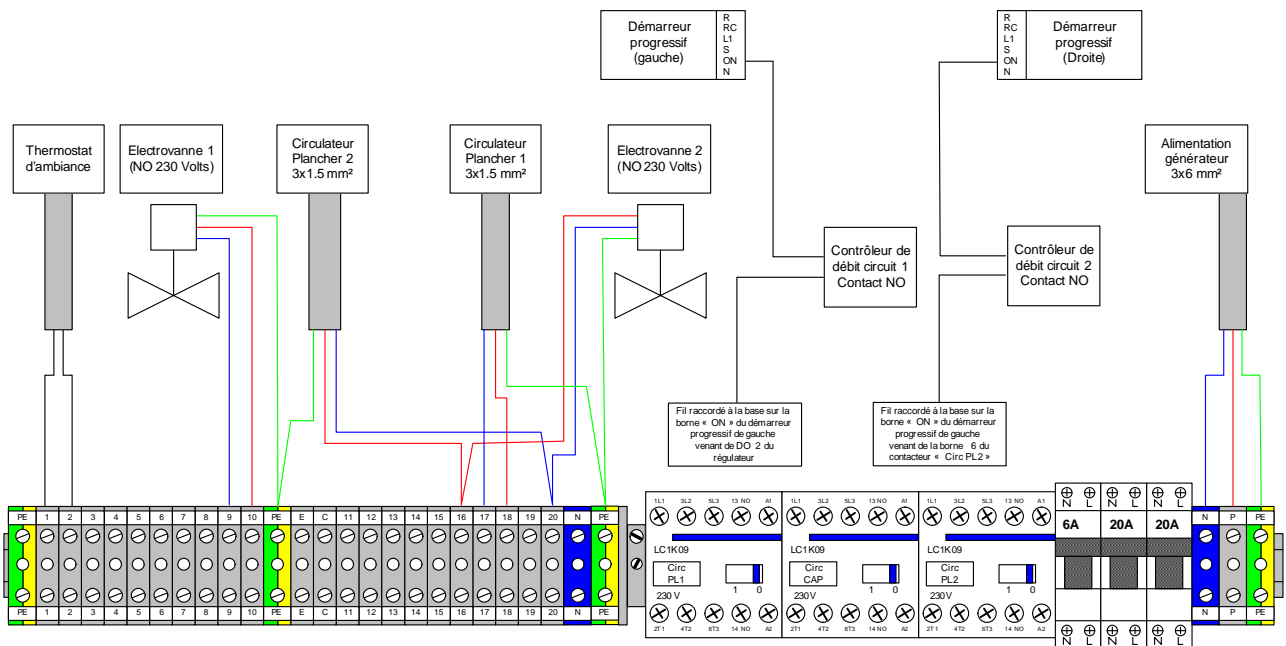 Démarreur
progressif
(gauche)
R
RC
L1
S
ON
N
R
RC
L1
S
ON
N
Démarreur
progressif
(Droite)
Thermostat
d'ambiance
Electrovanne 1
(NO 230 Volts)
Circulateur
Plancher 2
3x1.5 mm²
Circulateur
Plancher 1
3x1.5 mm²
Electrovanne 2
(NO 230 Volts)
Alimentation
générateur
3x6 mm²
Contrôleur de
débit circuit 1
Contact NO
Contrôleur de
débit circuit 2
Contact NO
Fil raccordé à la base sur la
borne « ON » du démarreur
progressif de gauche
venant de DO 2 du
régulateur
Fil raccordé à la base sur la
borne « ON » du démarreur
progressif de gauche
venant de la borne 6 du
contacteur « Circ PL2 »
PE 1 2 3 4 5 6 7 8 9 10 PE E C 11 12 13 14 15 16 17 18 19 20 N PE
1L1 3L2 5L3 13 NO A1 1L1 3L2 5L3 13 NO A1 1L1 3L2 5L3 13 NO A1
N L N L N L
6A 20A 20A
N P PE
LC1K09 LC1K09 LC1K09
Circ
PL1
1 0
Circ
CAP
1 0
Circ
PL2
1 0
230 V 230V 230V
2T1 4T2 6T3 14 NO A2 2T1 4T2 6T3 14 NO A2 2T1 4T2 6T3 14 NO A2
N L N L N L
PE 1 2 3 4 5 6 7 8 9 10 PE E C 11 12 13 14 15 16 17 18 19 20 N PE
N P PE